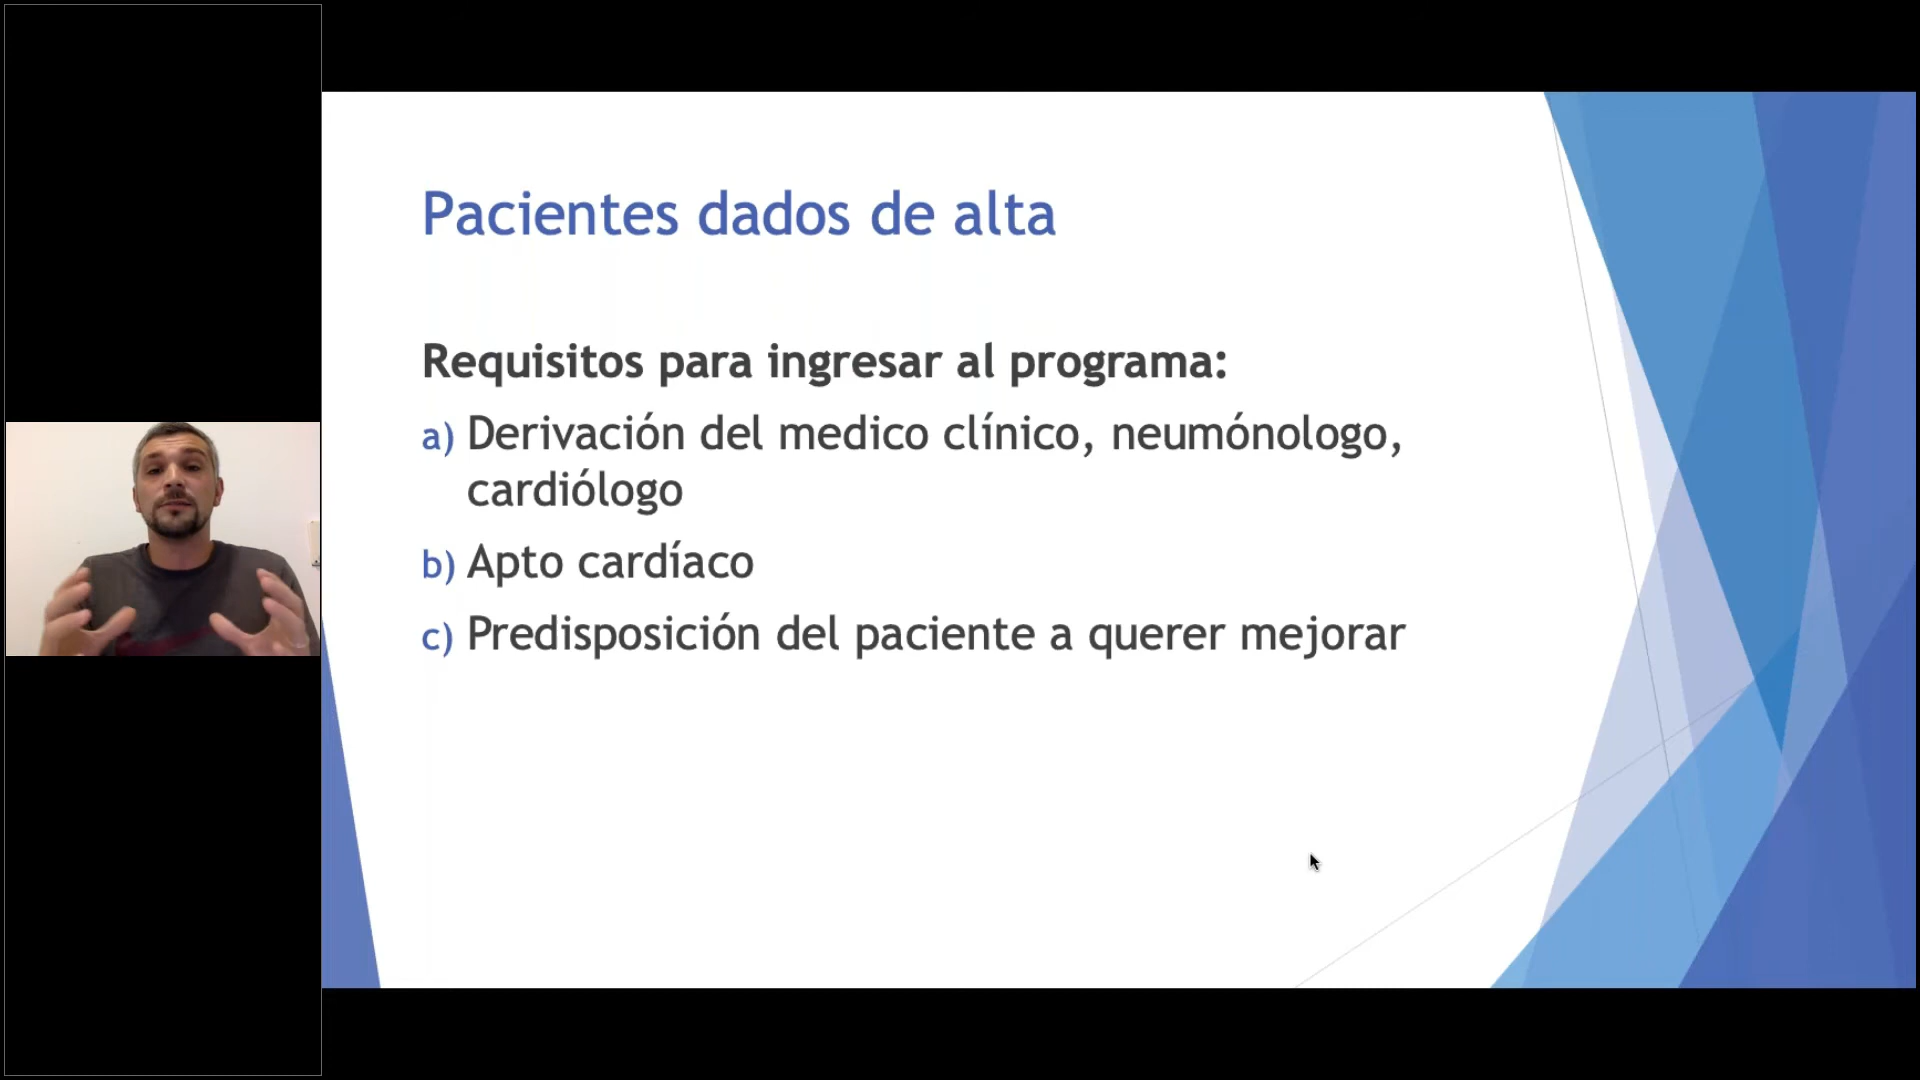 Pacientes dados de alta
Requisitos para ingresar al programa:
a) Derivación del medico clínico, neumónologo,
cardiólogo
b) Apto cardíaco
c) Predisposición del paciente a querer mejorar